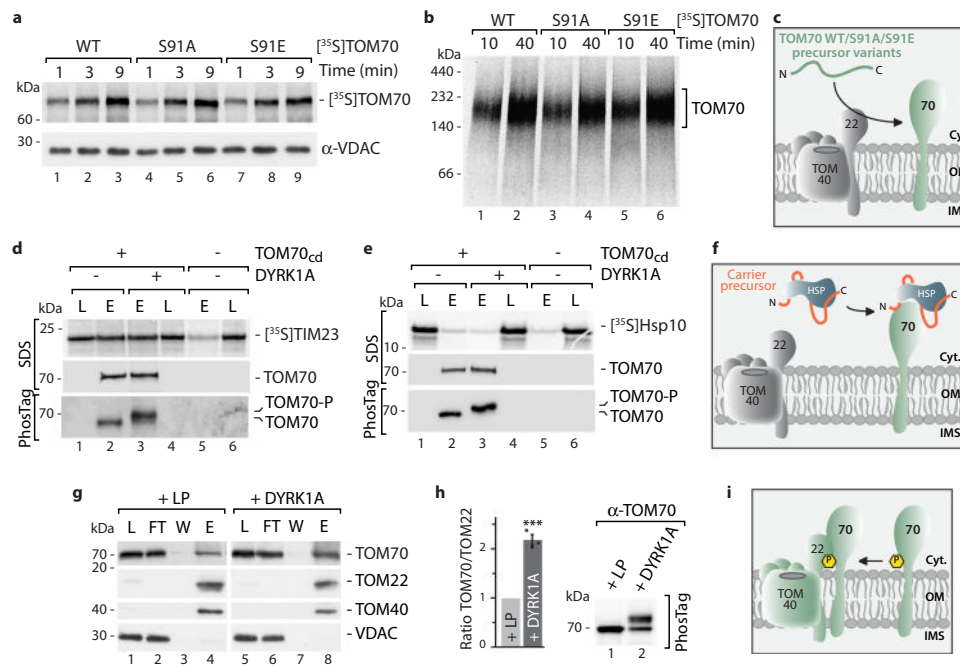 a
WT S91A S91E [³⁵S]TOM70
1 3 9 1 3 6 1 3 9 Time (min)
kDa
60 - - [³⁵S]TOM70
30 - α-VDAC
1 2 3 4 5 6 7 8 9
b
WT S91A S91E [³⁵S]TOM70
10 40 10 40 10 40 Time (min)
kDa
440 -
232 -
TOM70
140 -
66 -
1 2 3 4 5 6
c
TOM70 WT/S91A/S91E
precursor variants
N C
70
22
Cy
TOM
40
OM
IMS
d
+ - TOM70cd
- + DYRK1A
kDa L E E L E L
25 - - [³⁵S]TIM23
SDS
70 - - TOM70
PhosTag
TOM70-P
70 - TOM70
1 2 3 4 5 6
e
+ - TOM70cd
- + DYRK1A
kDa L E E L E L
- [³⁵S]Hsp10
10 -
SDS
70 - - TOM70
PhosTag
TOM70-P
70 - TOM70
1 2 3 4 5 6
f
Carrier
precursor
HSP
N C
HSP
N C
70
22
Cyt.
TOM
40
OM
IMS
g
+ LP + DYRK1A
kDa L FT W E L FT W E
70 - - TOM70
20 - - TOM22
40 - - TOM40
30 - - VDAC
1 2 3 4 5 6 7 8
h
Ratio TOM70/TOM22
2
1
0
***
+ LP
+ DYRK1A
α-TOM70
+ LP
+ DYRK1A
kDa
70 -
PhosTag
1 2
i
70 70
22
P P
Cyt.
TOM
40
OM
IMS